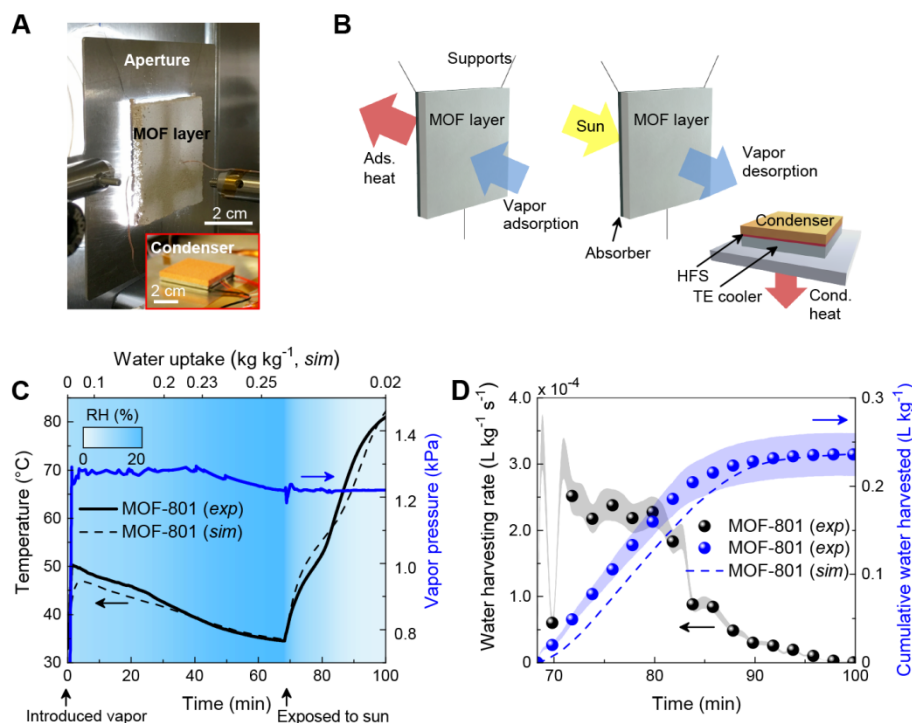 A
Aperture
MOF layer
2 cm
Condenser
2 cm
B
Supports
MOF layer
Ads.
heat
Vapor
adsorption
Sun
MOF layer
Vapor
desorption
Absorber
Condenser
HFS
TE cooler
Cond.
heat
C
Water uptake (kg kg⁻¹, sim)
0 0.1 0.2 0.23 0.25 0.02
RH (%)
0 20
MOF-801 (exp)
MOF-801 (sim)
Temperature (°C)
80
70
60
50
40
30
Vapor pressure (kPa)
1.4
1.2
1.0
0.8
0 20 40 60 80 100
Time (min)
Introduced vapor
Exposed to sun
D
x 10⁻⁴
Water harvesting rate (L kg⁻¹ s⁻¹)
4.0
3.0
2.0
1.0
0
Cumulative water harvested (L kg⁻¹)
0.3
0.2
0.1
0
MOF-801 (exp)
MOF-801 (exp)
MOF-801 (sim)
70 80 90 100
Time (min)